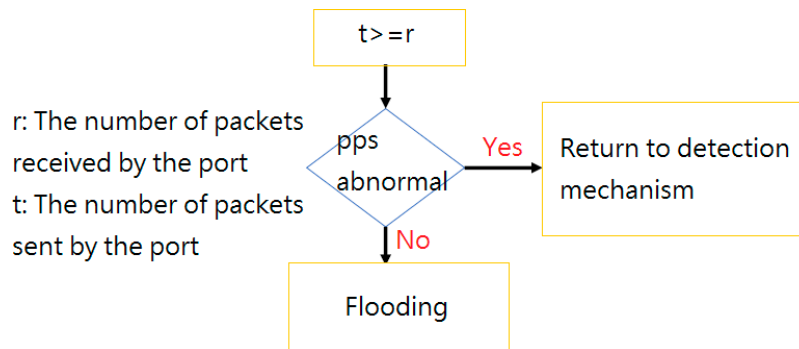 t>=r
r: The number of packets
received by the port
t: The number of packets
sent by the port
pps
abnormal
Yes
Return to detection
mechanism
No
Flooding